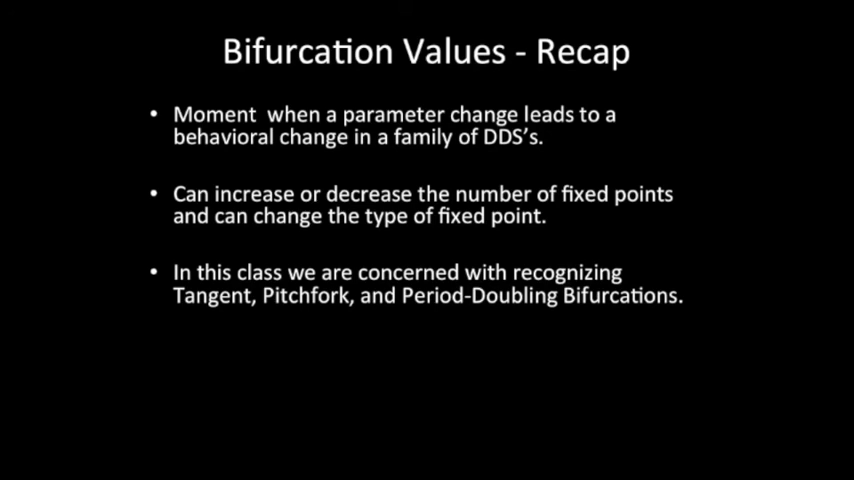 Bifurcation Values - Recap
• Moment when a parameter change leads to a
behavioral change in a family of DDS's.
• Can increase or decrease the number of fixed points
and can change the type of fixed point.
• In this class we are concerned with recognizing
Tangent, Pitchfork, and Period-Doubling Bifurcations.